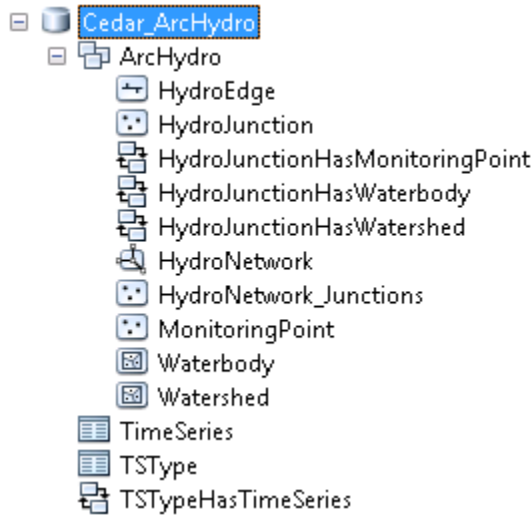 Cedar_ArcHydro
ArcHydro
HydroEdge
HydroJunction
HydroJunctionHasMonitoringPoint
HydroJunctionHasWaterbody
HydroJunctionHasWatershed
HydroNetwork
HydroNetwork_Junctions
MonitoringPoint
Waterbody
Watershed
TimeSeries
TSType
TSTypeHasTimeSeries